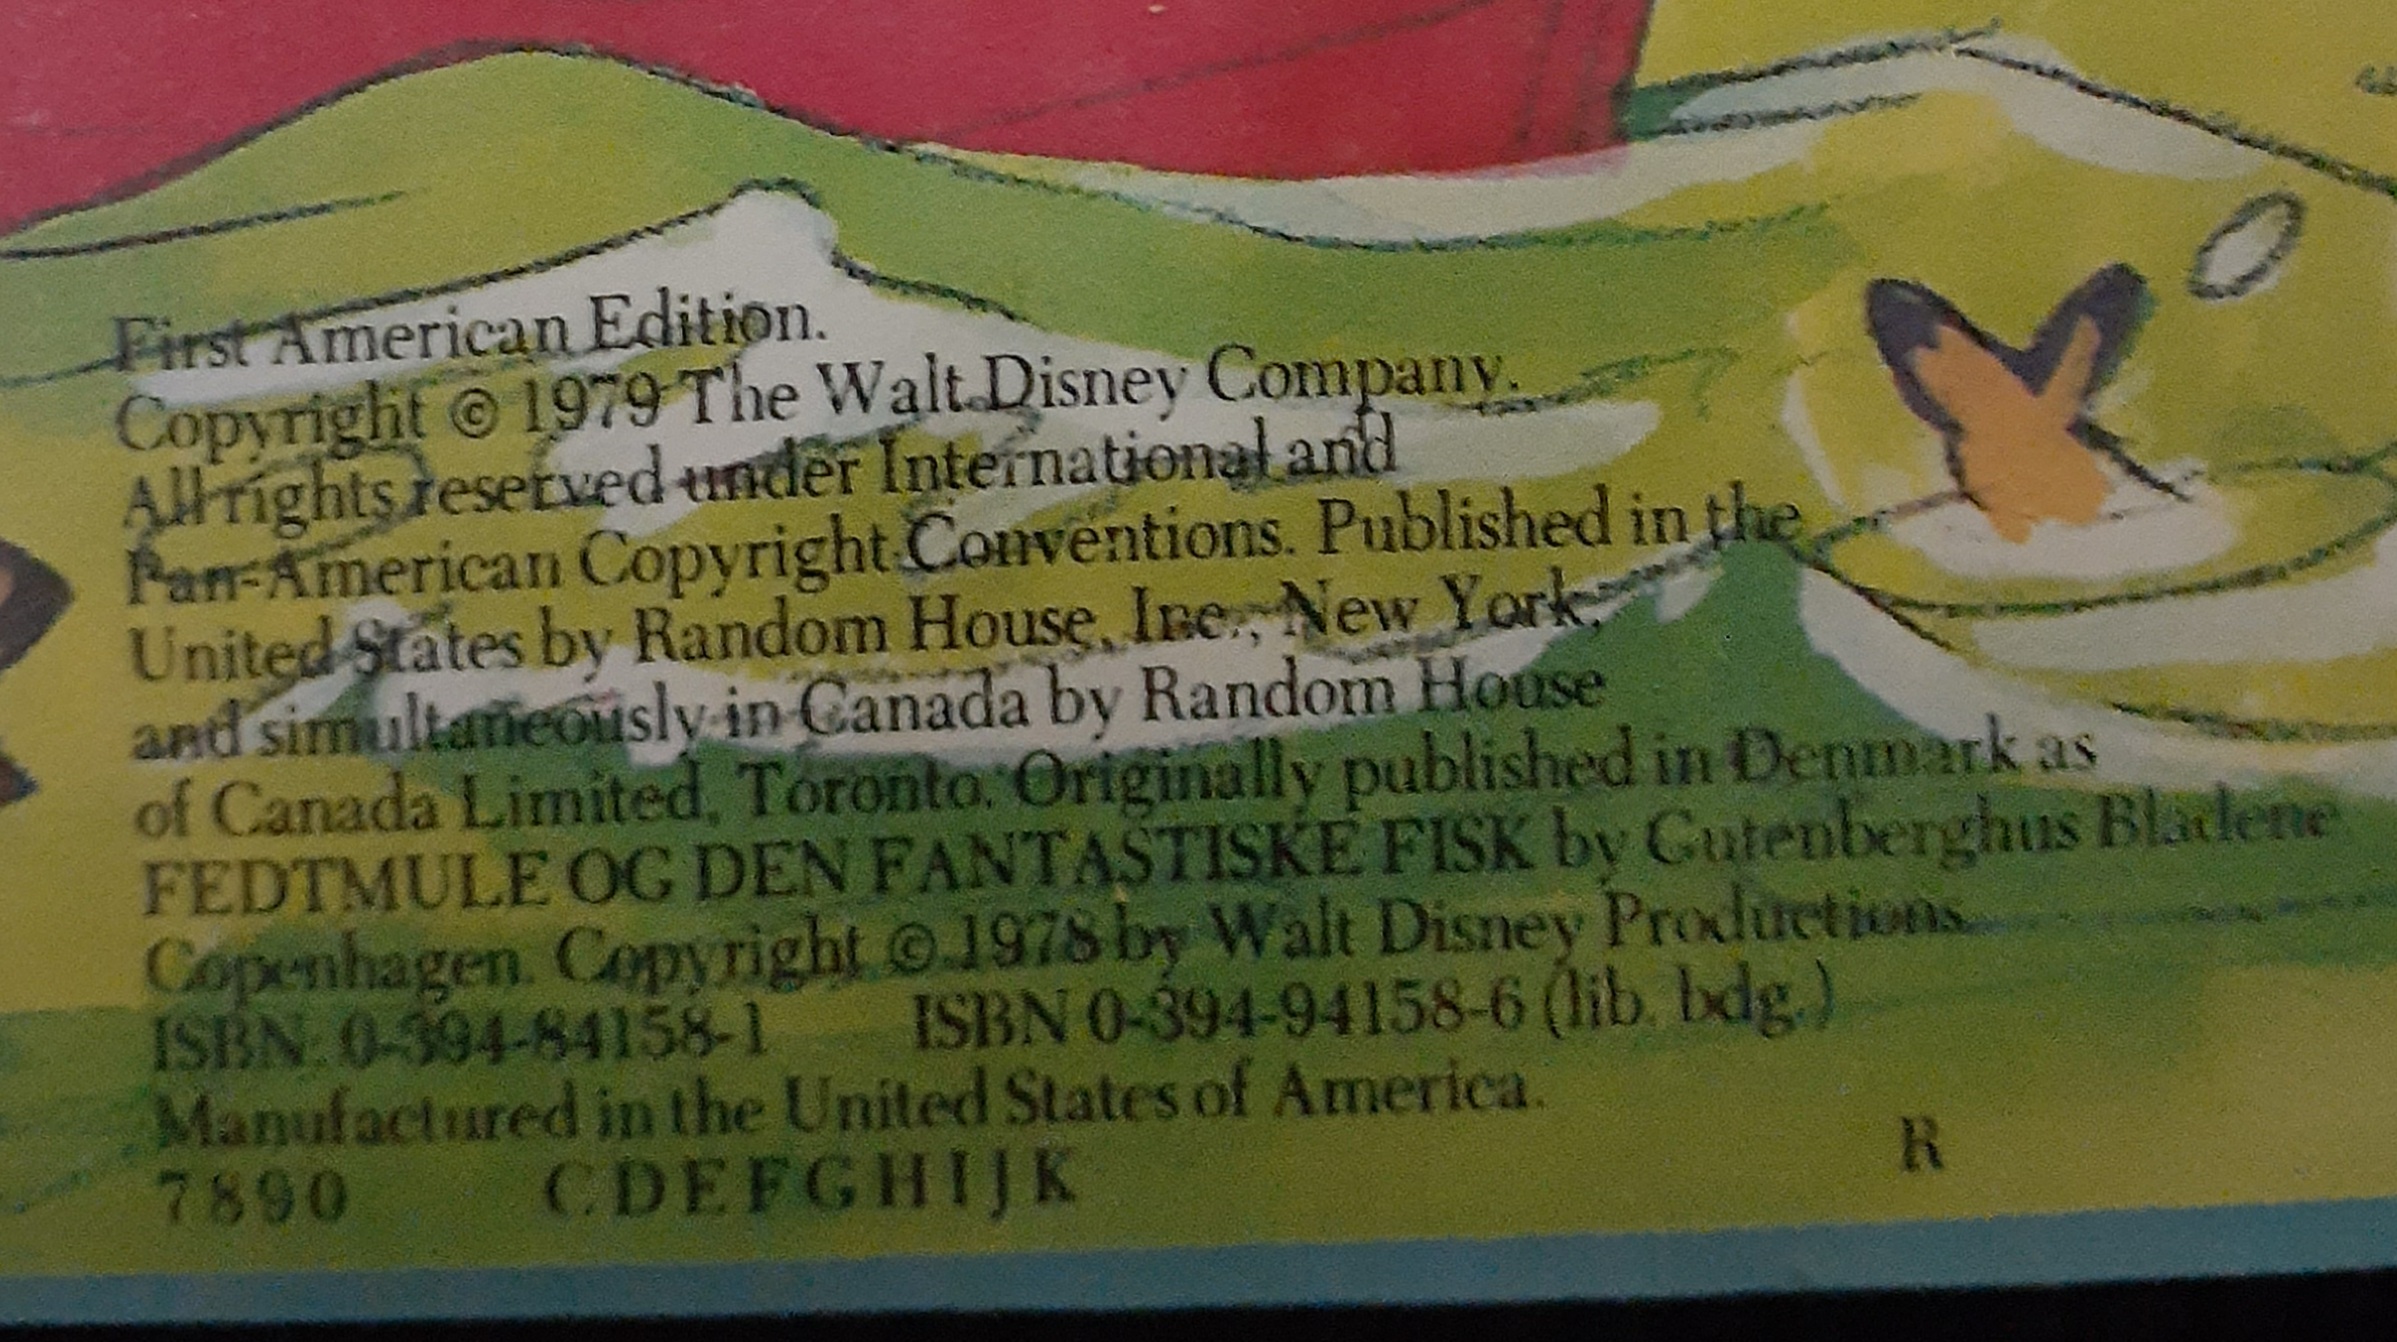 First American Edition.
Copyright © 1979 The Walt Disney Company.
All rights reserved under International and
Pan-American Copyright Conventions. Published in the
United States by Random House, Inc., New York,
and simultaneously in Canada by Random House
of Canada Limited, Toronto. Originally published in Denmark as
FEDTMULE OG DEN FANTASTISKE FISK by Gutenberghus Bladene
Copenhagen. Copyright © 1978 by Walt Disney Productions.
ISBN: 0-394-84158-1 ISBN 0-394-94158-6 (lib. bdg.)
Manufactured in the United States of America.
7 8 9 0 C D E F G H I J K
R